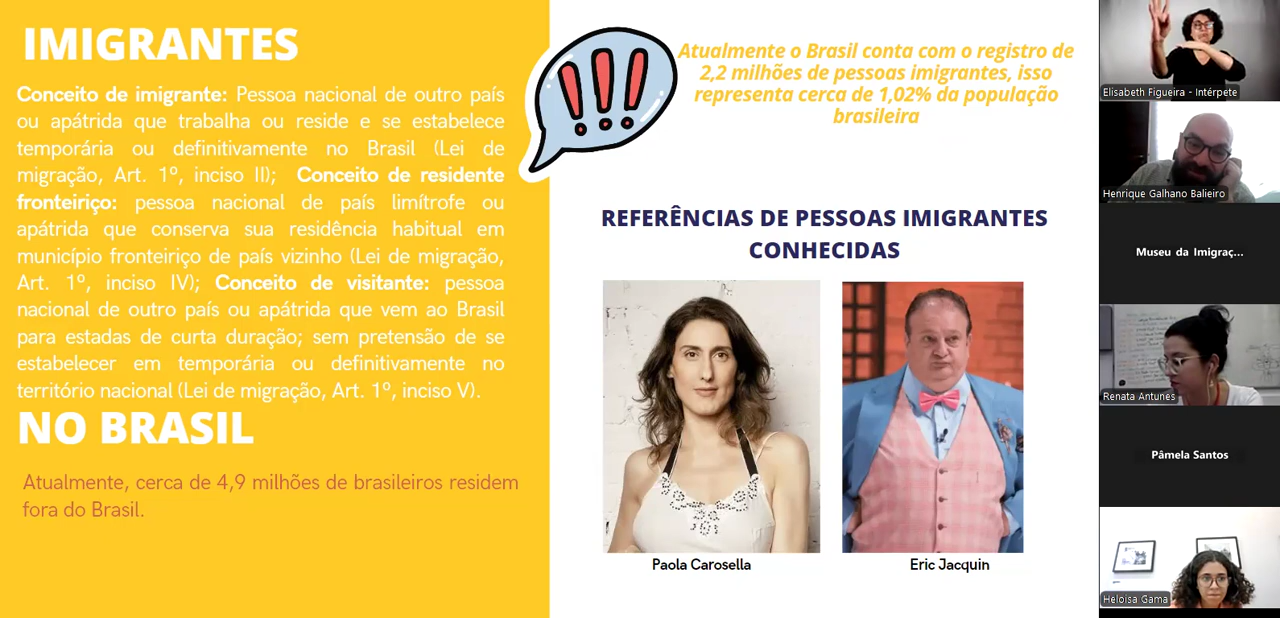 IMIGRANTES
Conceito de imigrante: Pessoa nacional de outro país
ou apátrida que trabalha ou reside e se estabelece
temporária ou definitivamente no Brasil (Lei de
migração, Art. 1º, inciso II); Conceito de residente
fronteiriço: pessoa nacional de país limítrofe ou
apátrida que conserva sua residência habitual em
município fronteiriço de país vizinho (Lei de migração,
Art. 1º, inciso IV); Conceito de visitante: pessoa
nacional de outro país ou apátrida que vem ao Brasil
para estadas de curta duração; sem pretensão de se
estabelecer em temporária ou definitivamente no
território nacional (Lei de migração, Art. 1º, inciso V).
NO BRASIL
Atualmente, cerca de 4,9 milhões de brasileiros residem
fora do Brasil.
!!!
Atualmente o Brasil conta com o registro de
2,2 milhões de pessoas imigrantes, isso
representa cerca de 1,02% da população
brasileira
REFERÊNCIAS DE PESSOAS IMIGRANTES
CONHECIDAS
Paola Carosella
Eric Jacquin
Elisabeth Figueira - Intérpete
Henrique Galhano Balieiro
Museu da Imigraç...
Renata Antunes
Pâmela Santos
Heloisa Gama